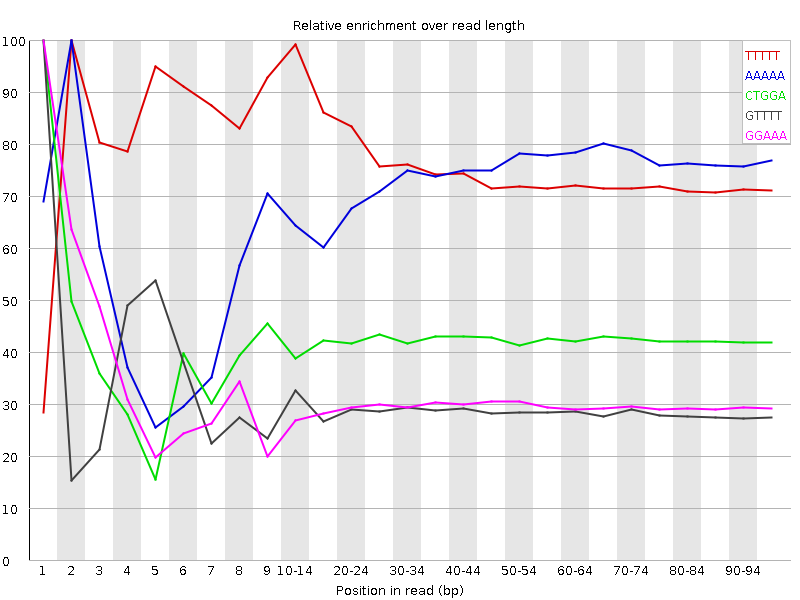 Relative enrichment over read length
100
90
80
70
60
50
40
30
20
10
0
TTTTT
AAAAA
CTGGA
GTTTT
GGAAA
1 2 3 4 5 6 7 8 9 10-14 20-24 30-34 40-44 50-54 60-64 70-74 80-84 90-94
Position in read (bp)